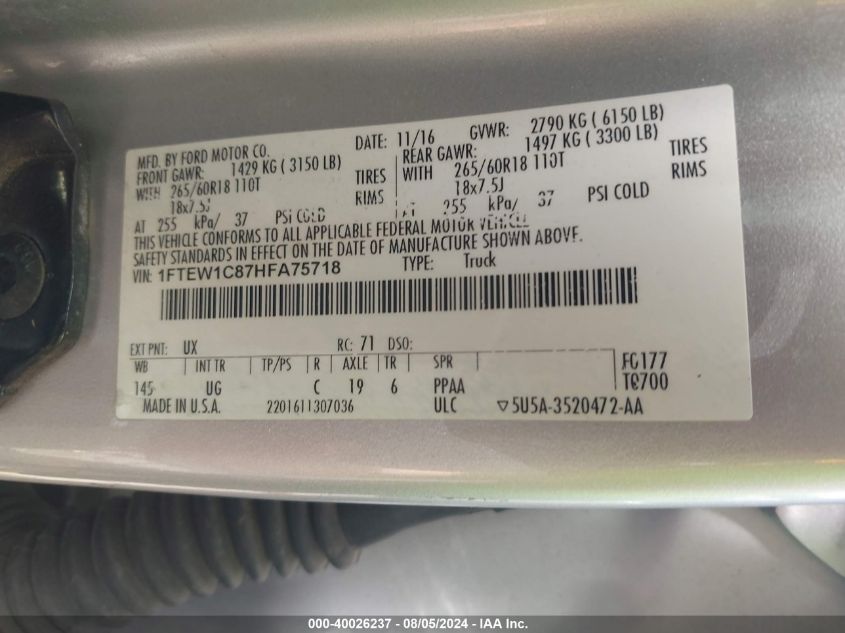 MFD. BY FORD MOTOR CO.
DATE: 11/16 GVWR: 2790 KG ( 6150 LB)
FRONT GAWR: 1429 KG ( 3150 LB)
REAR GAWR: 1497 KG ( 3300 LB)
WITH 265/60R18 110T TIRES
WITH 265/60R18 110T TIRES
18x7.5J RIMS
18x7.5J RIMS
AT 255 kPa/ 37 PSI COLD
AT 255 kPa/ 37 PSI COLD
THIS VEHICLE CONFORMS TO ALL APPLICABLE FEDERAL MOTOR VEHICLE
SAFETY STANDARDS IN EFFECT ON THE DATE OF MANUFACTURE SHOWN ABOVE.
VIN: 1FTEW1C87HFA75718 TYPE: Truck
EXT PNT: UX RC: 71 DSO:
WB INT TR TP/PS R AXLE TR SPR
145 UG C 19 6 PPAA
FG177
TQ700
MADE IN U.S.A. 2201611307036 ULC ▽5U5A-3520472-AA
000-40026237 - 08/05/2024 - IAA Inc.